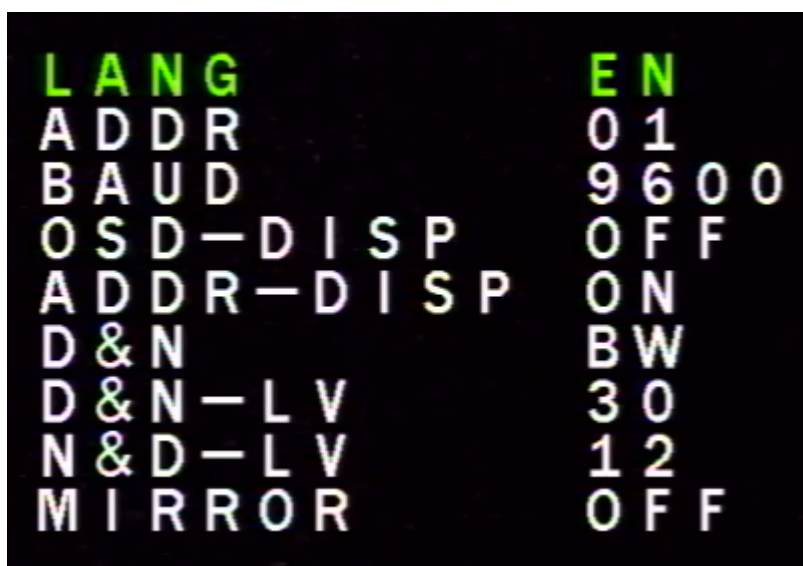 LANG EN
ADDR 01
BAUD 9600
OSD-DISP OFF
ADDR-DISP ON
D&N BW
D&N-LV 30
N&D-LV 12
MIRROR OFF